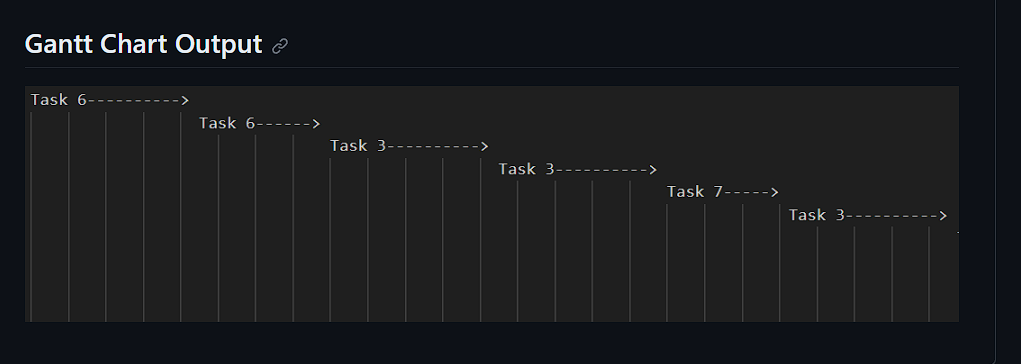 Gantt Chart Output
Task 6---------->
Task 6------>
Task 3---------->
Task 3---------->
Task 7----->
Task 3---------->